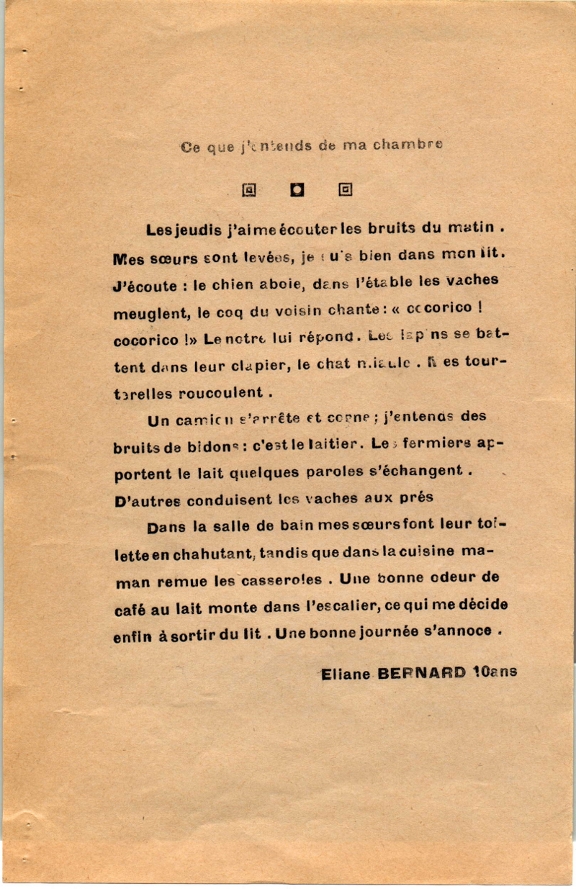 Ce que j'entends de ma chambre
Les jeudis j'aime écouter les bruits du matin .
Mes sœurs sont levées, je suis bien dans mon lit.
J'écoute : le chien aboie, dans l'étable les vaches
meuglent, le coq du voisin chante : « cocorico !
cocorico !» Le notre lui répond . Les lapins se bat-
tent dans leur clapier, le chat miaule . Mes tour-
terelles roucoulent .
Un camion s'arrête et corne ; j'entends des
bruits de bidons : c'est le laitier. Les fermiers ap-
portent le lait quelques paroles s'échangent .
D'autres conduisent les vaches aux prés
Dans la salle de bain mes sœurs font leur toi-
lette en chahutant, tandis que dans la cuisine ma-
man remue les casseroles . Une bonne odeur de
café au lait monte dans l'escalier, ce qui me décide
enfin à sortir du lit . Une bonne journée s'annoce .
Eliane BERNARD 10ans